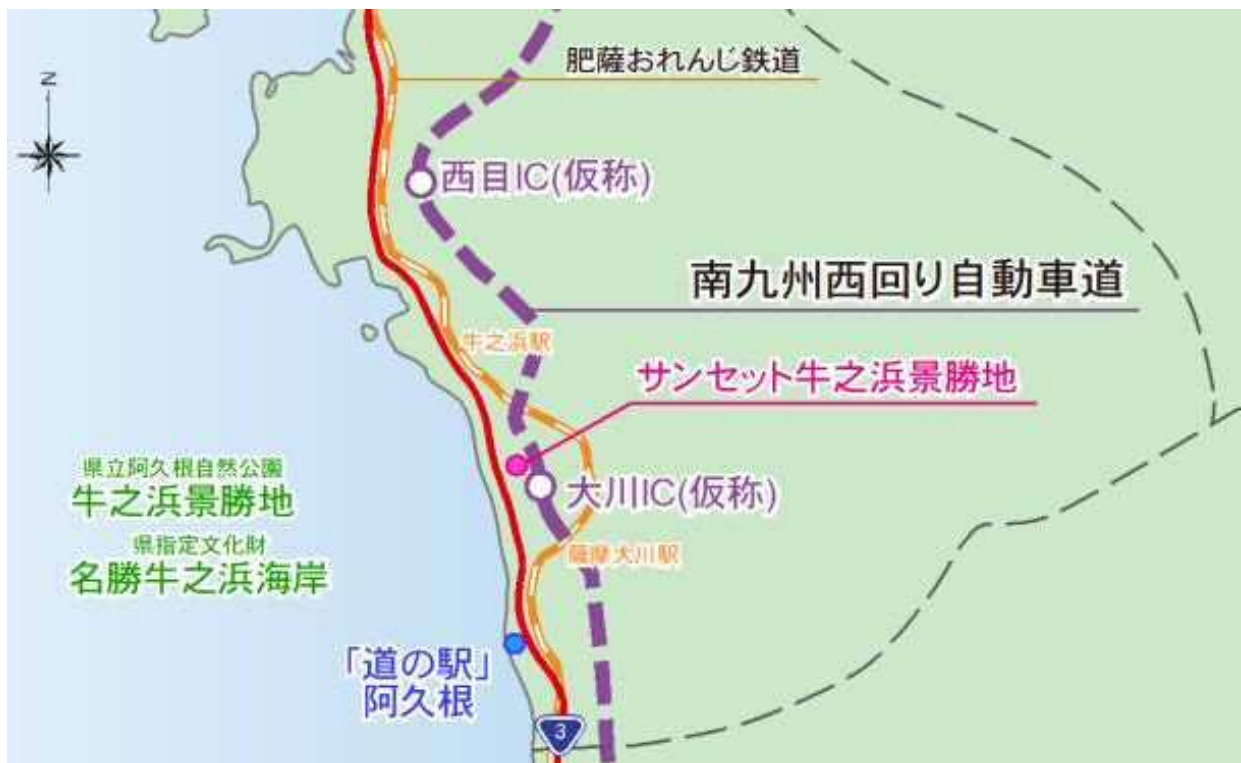 N
肥薩おれんじ鉄道
西目IC(仮称)
南九州西回り自動車道
牛之浜駅
サンセット牛之浜景勝地
県立阿久根自然公園
牛之浜景勝地
大川IC(仮称)
県指定文化財
名勝牛之浜海岸
薩摩大川駅
「道の駅」
阿久根
3